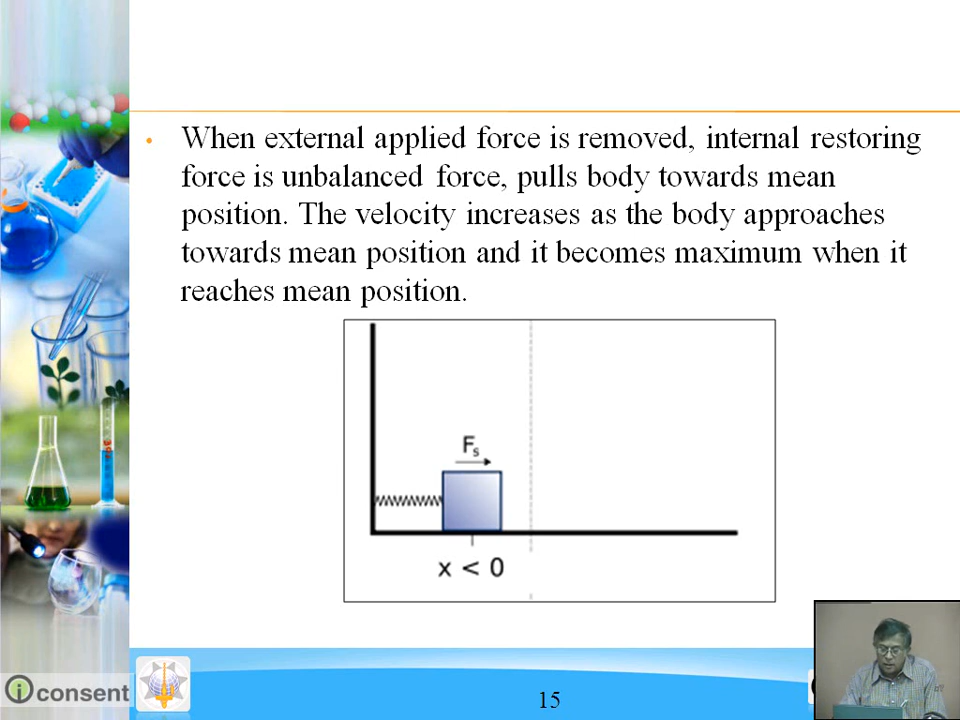 • When external applied force is removed, internal restoring
force is unbalanced force, pulls body towards mean
position. The velocity increases as the body approaches
towards mean position and it becomes maximum when it
reaches mean position.
Fs
x < 0
i consent
15